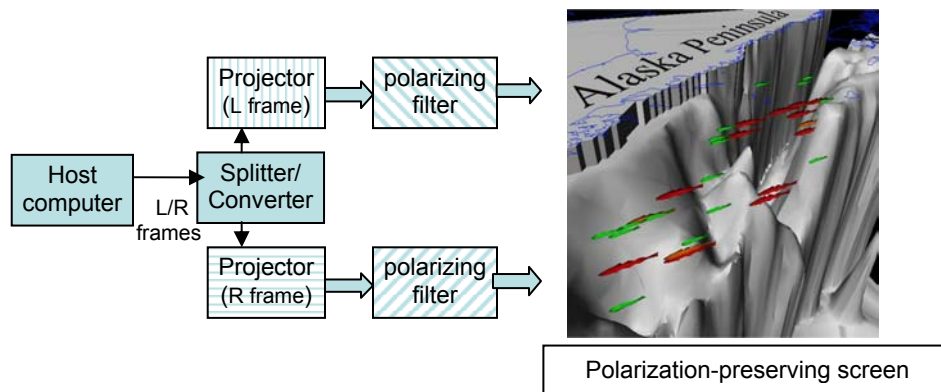 Projector
(L frame)
polarizing
filter
Alaska Peninsula
Host
computer
L/R
frames
Splitter/
Converter
Projector
(R frame)
polarizing
filter
Polarization-preserving screen